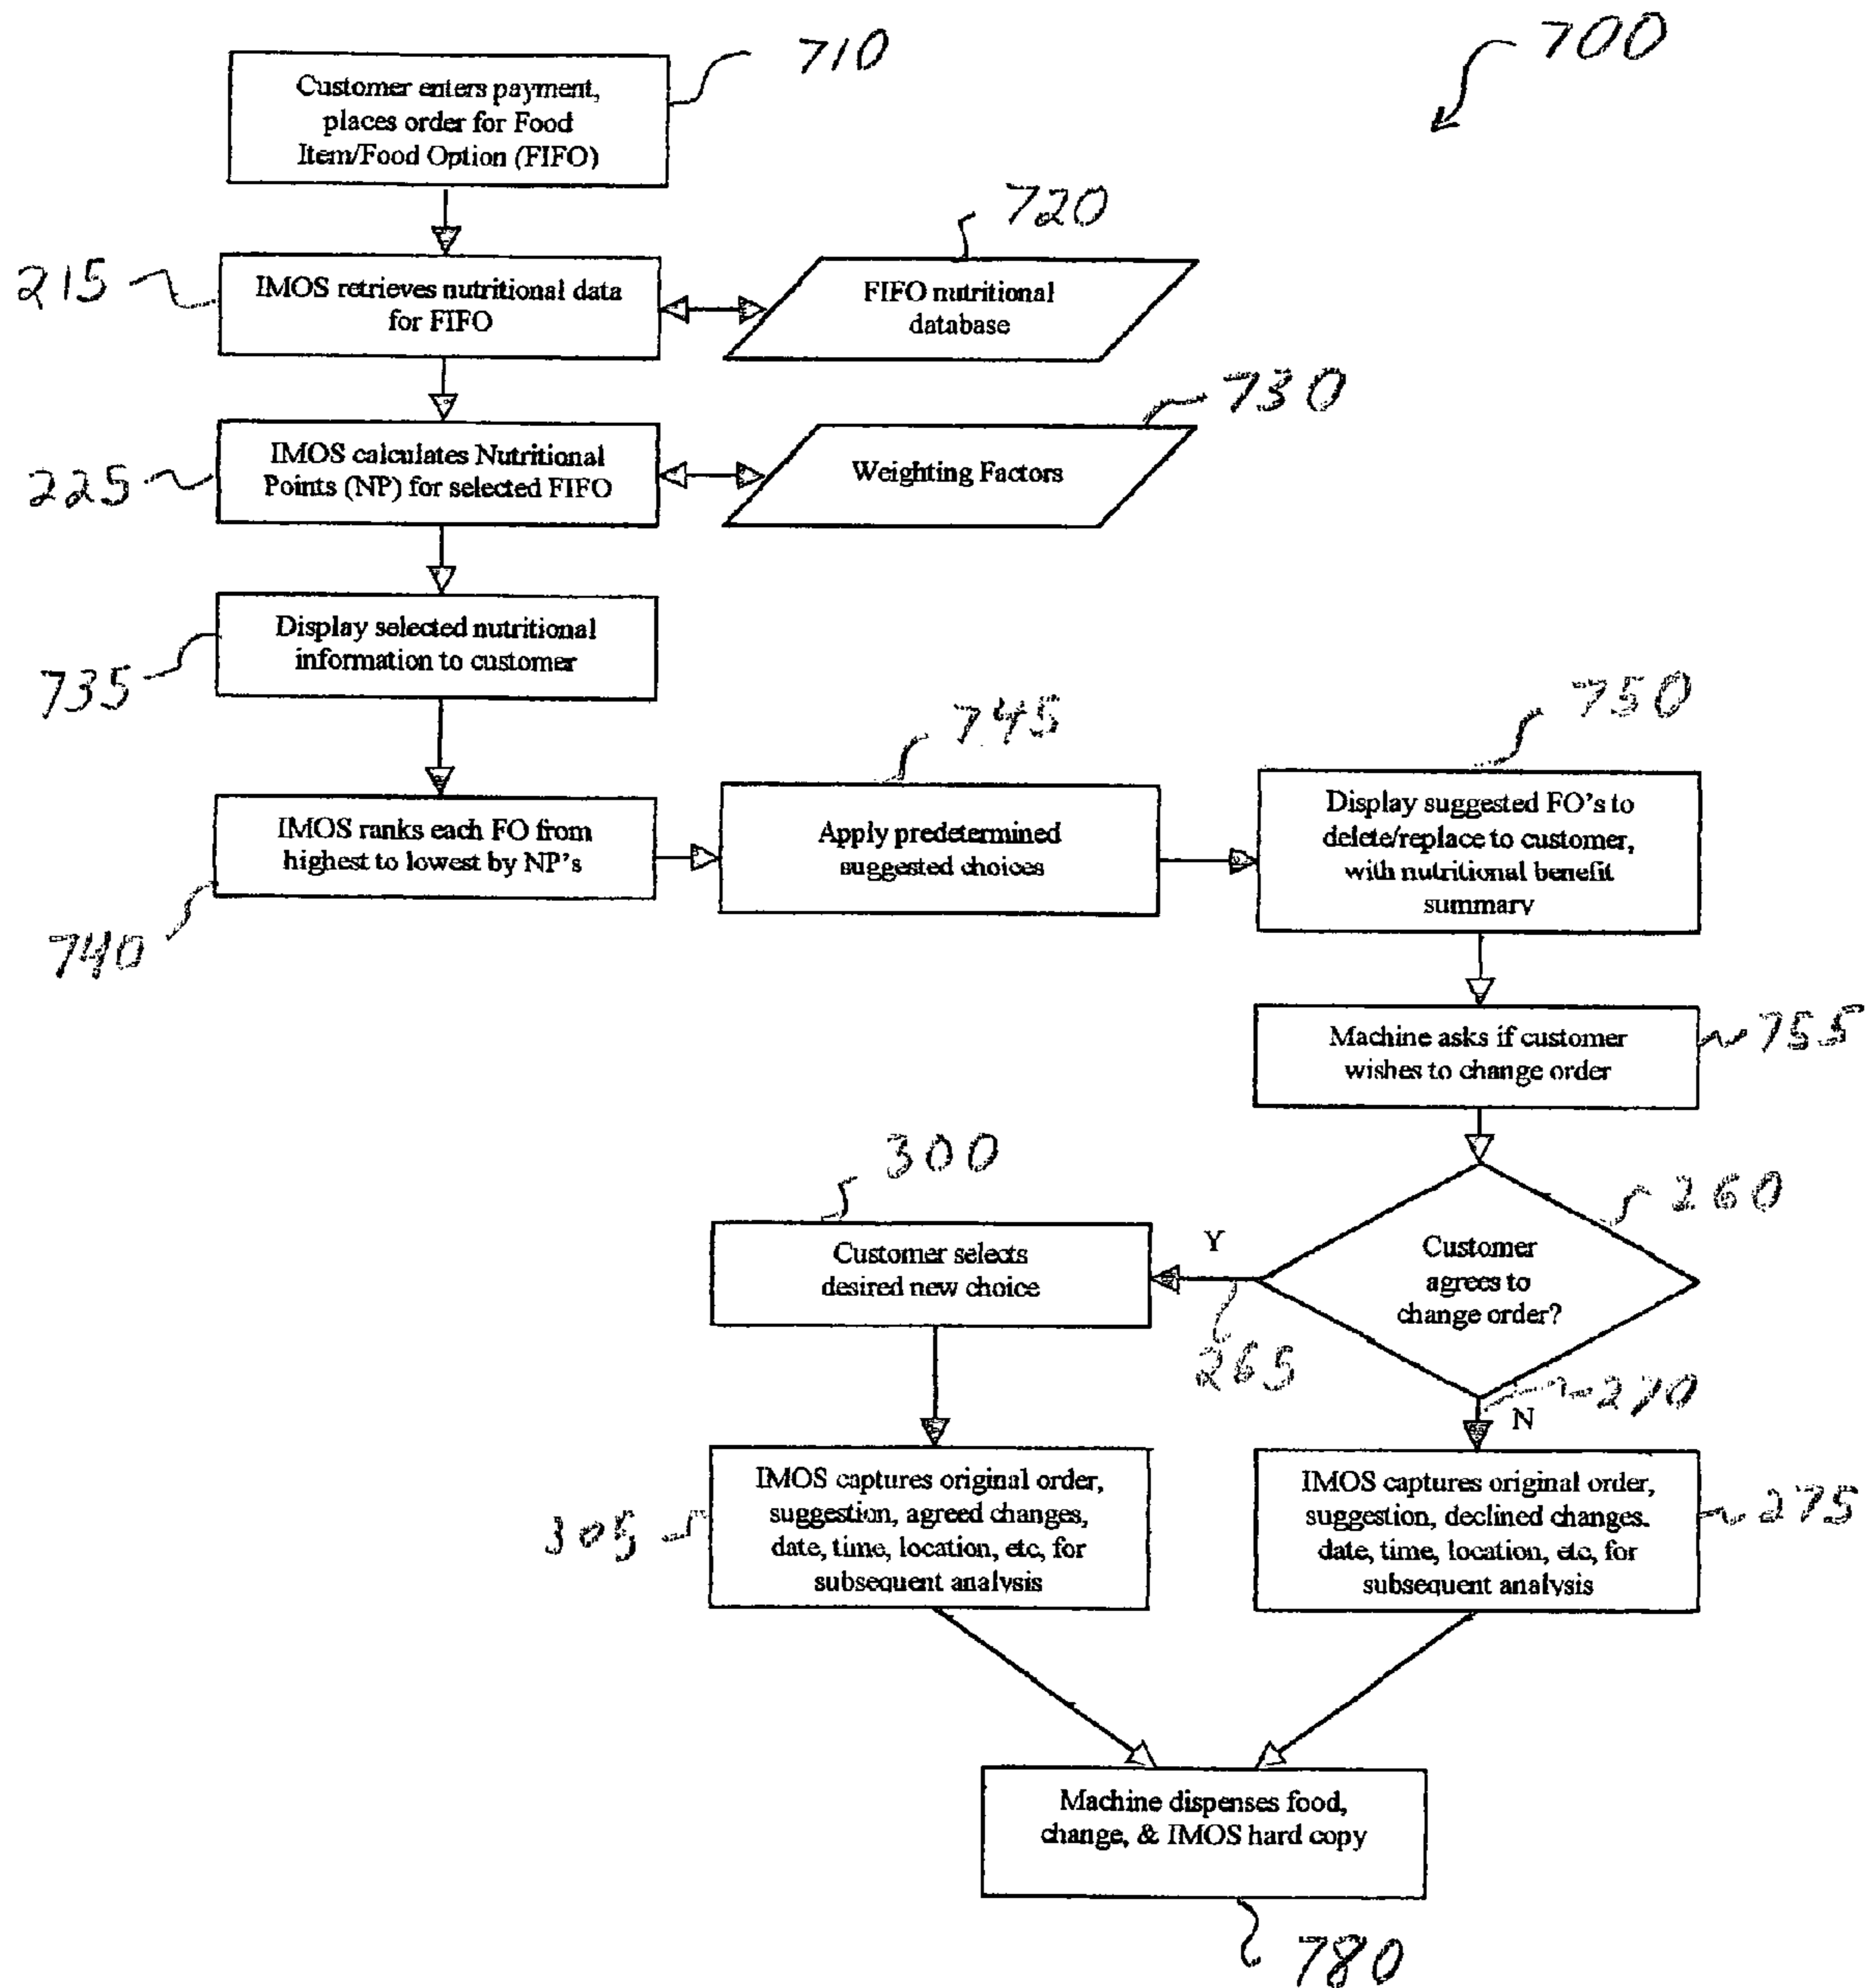 700
710
Customer enters payment,
places order for Food
Item/Food Option (FIFO)
215
IMOS retrieves nutritional data
for FIFO
720
FIFO nutritional
database
225
IMOS calculates Nutritional
Points (NP) for selected FIFO
730
Weighting Factors
735
Display selected nutritional
information to customer
740
IMOS ranks each FO from
highest to lowest by NP's
745
Apply predetermined
suggested choices
750
Display suggested FO's to
delete/replace to customer,
with nutritional benefit
summary
Machine asks if customer
wishes to change order
755
260
Customer
agrees to
change order?
Y
265
300
Customer selects
desired new choice
270
N
305
IMOS captures original order,
suggestion, agreed changes,
date, time, location, etc, for
subsequent analysis
IMOS captures original order,
suggestion, declined changes.
date, time, location, etc, for
subsequent analysis
275
Machine dispenses food,
change, & IMOS hard copy
780